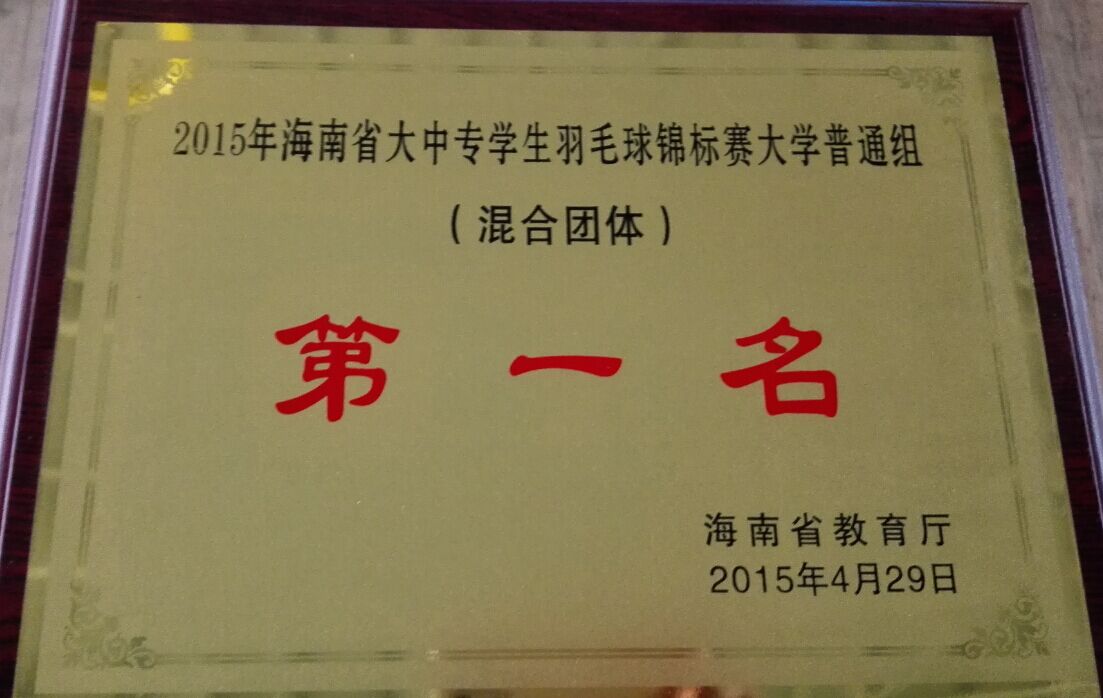 2015年海南省大中专学生羽毛球锦标赛大学普通组
（混合团体）
第一名
海南省教育厅
2015年4月29日